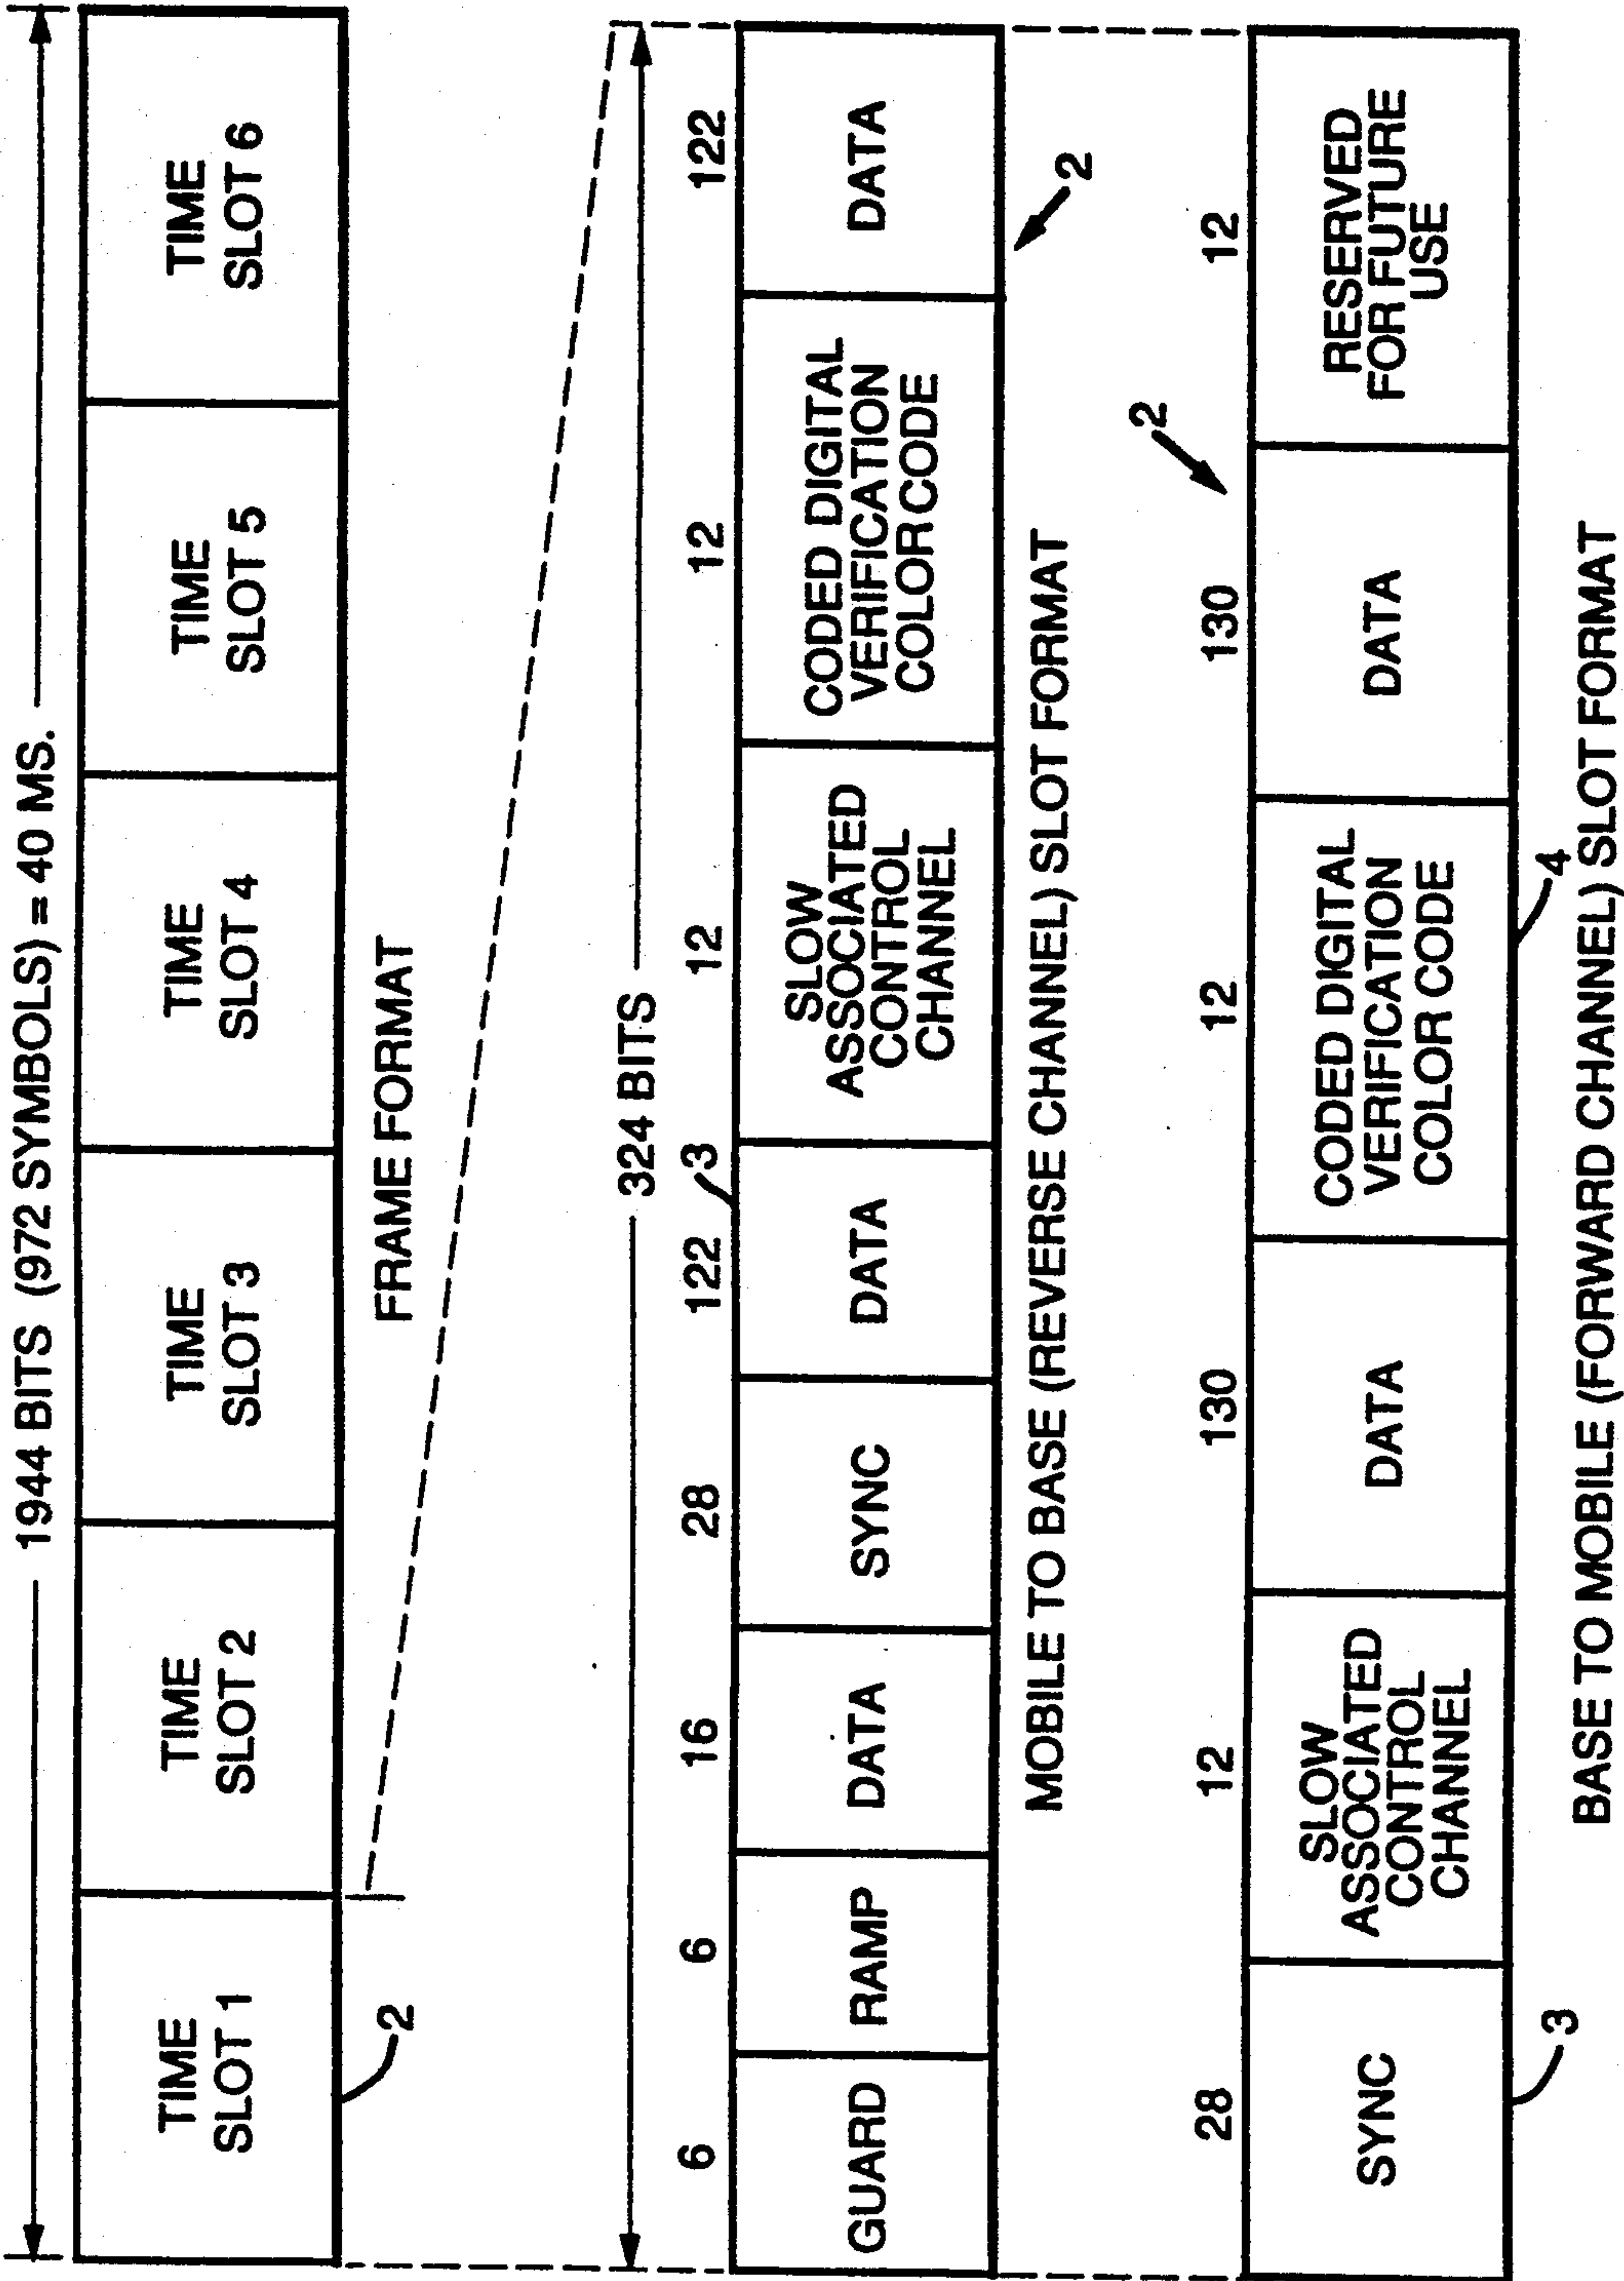 1944 BITS (972 SYMBOLS) = 40 MS.
TIME
SLOT 1
TIME
SLOT 2
TIME
SLOT 3
TIME
SLOT 4
TIME
SLOT 5
TIME
SLOT 6
2
FRAME FORMAT
324 BITS
6
6
16
28
122
3
12
12
122
GUARD
RAMP
DATA
SYNC
DATA
SLOW
ASSOCIATED
CONTROL
CHANNEL
CODED DIGITAL
VERIFICATION
COLOR CODE
DATA
2
MOBILE TO BASE (REVERSE CHANNEL) SLOT FORMAT
28
12
130
12
130
2
12
SYNC
SLOW
ASSOCIATED
CONTROL
CHANNEL
DATA
CODED DIGITAL
VERIFICATION
COLOR CODE
DATA
RESERVED
FOR FUTURE
USE
3
4
BASE TO MOBILE (FORWARD CHANNEL) SLOT FORMAT